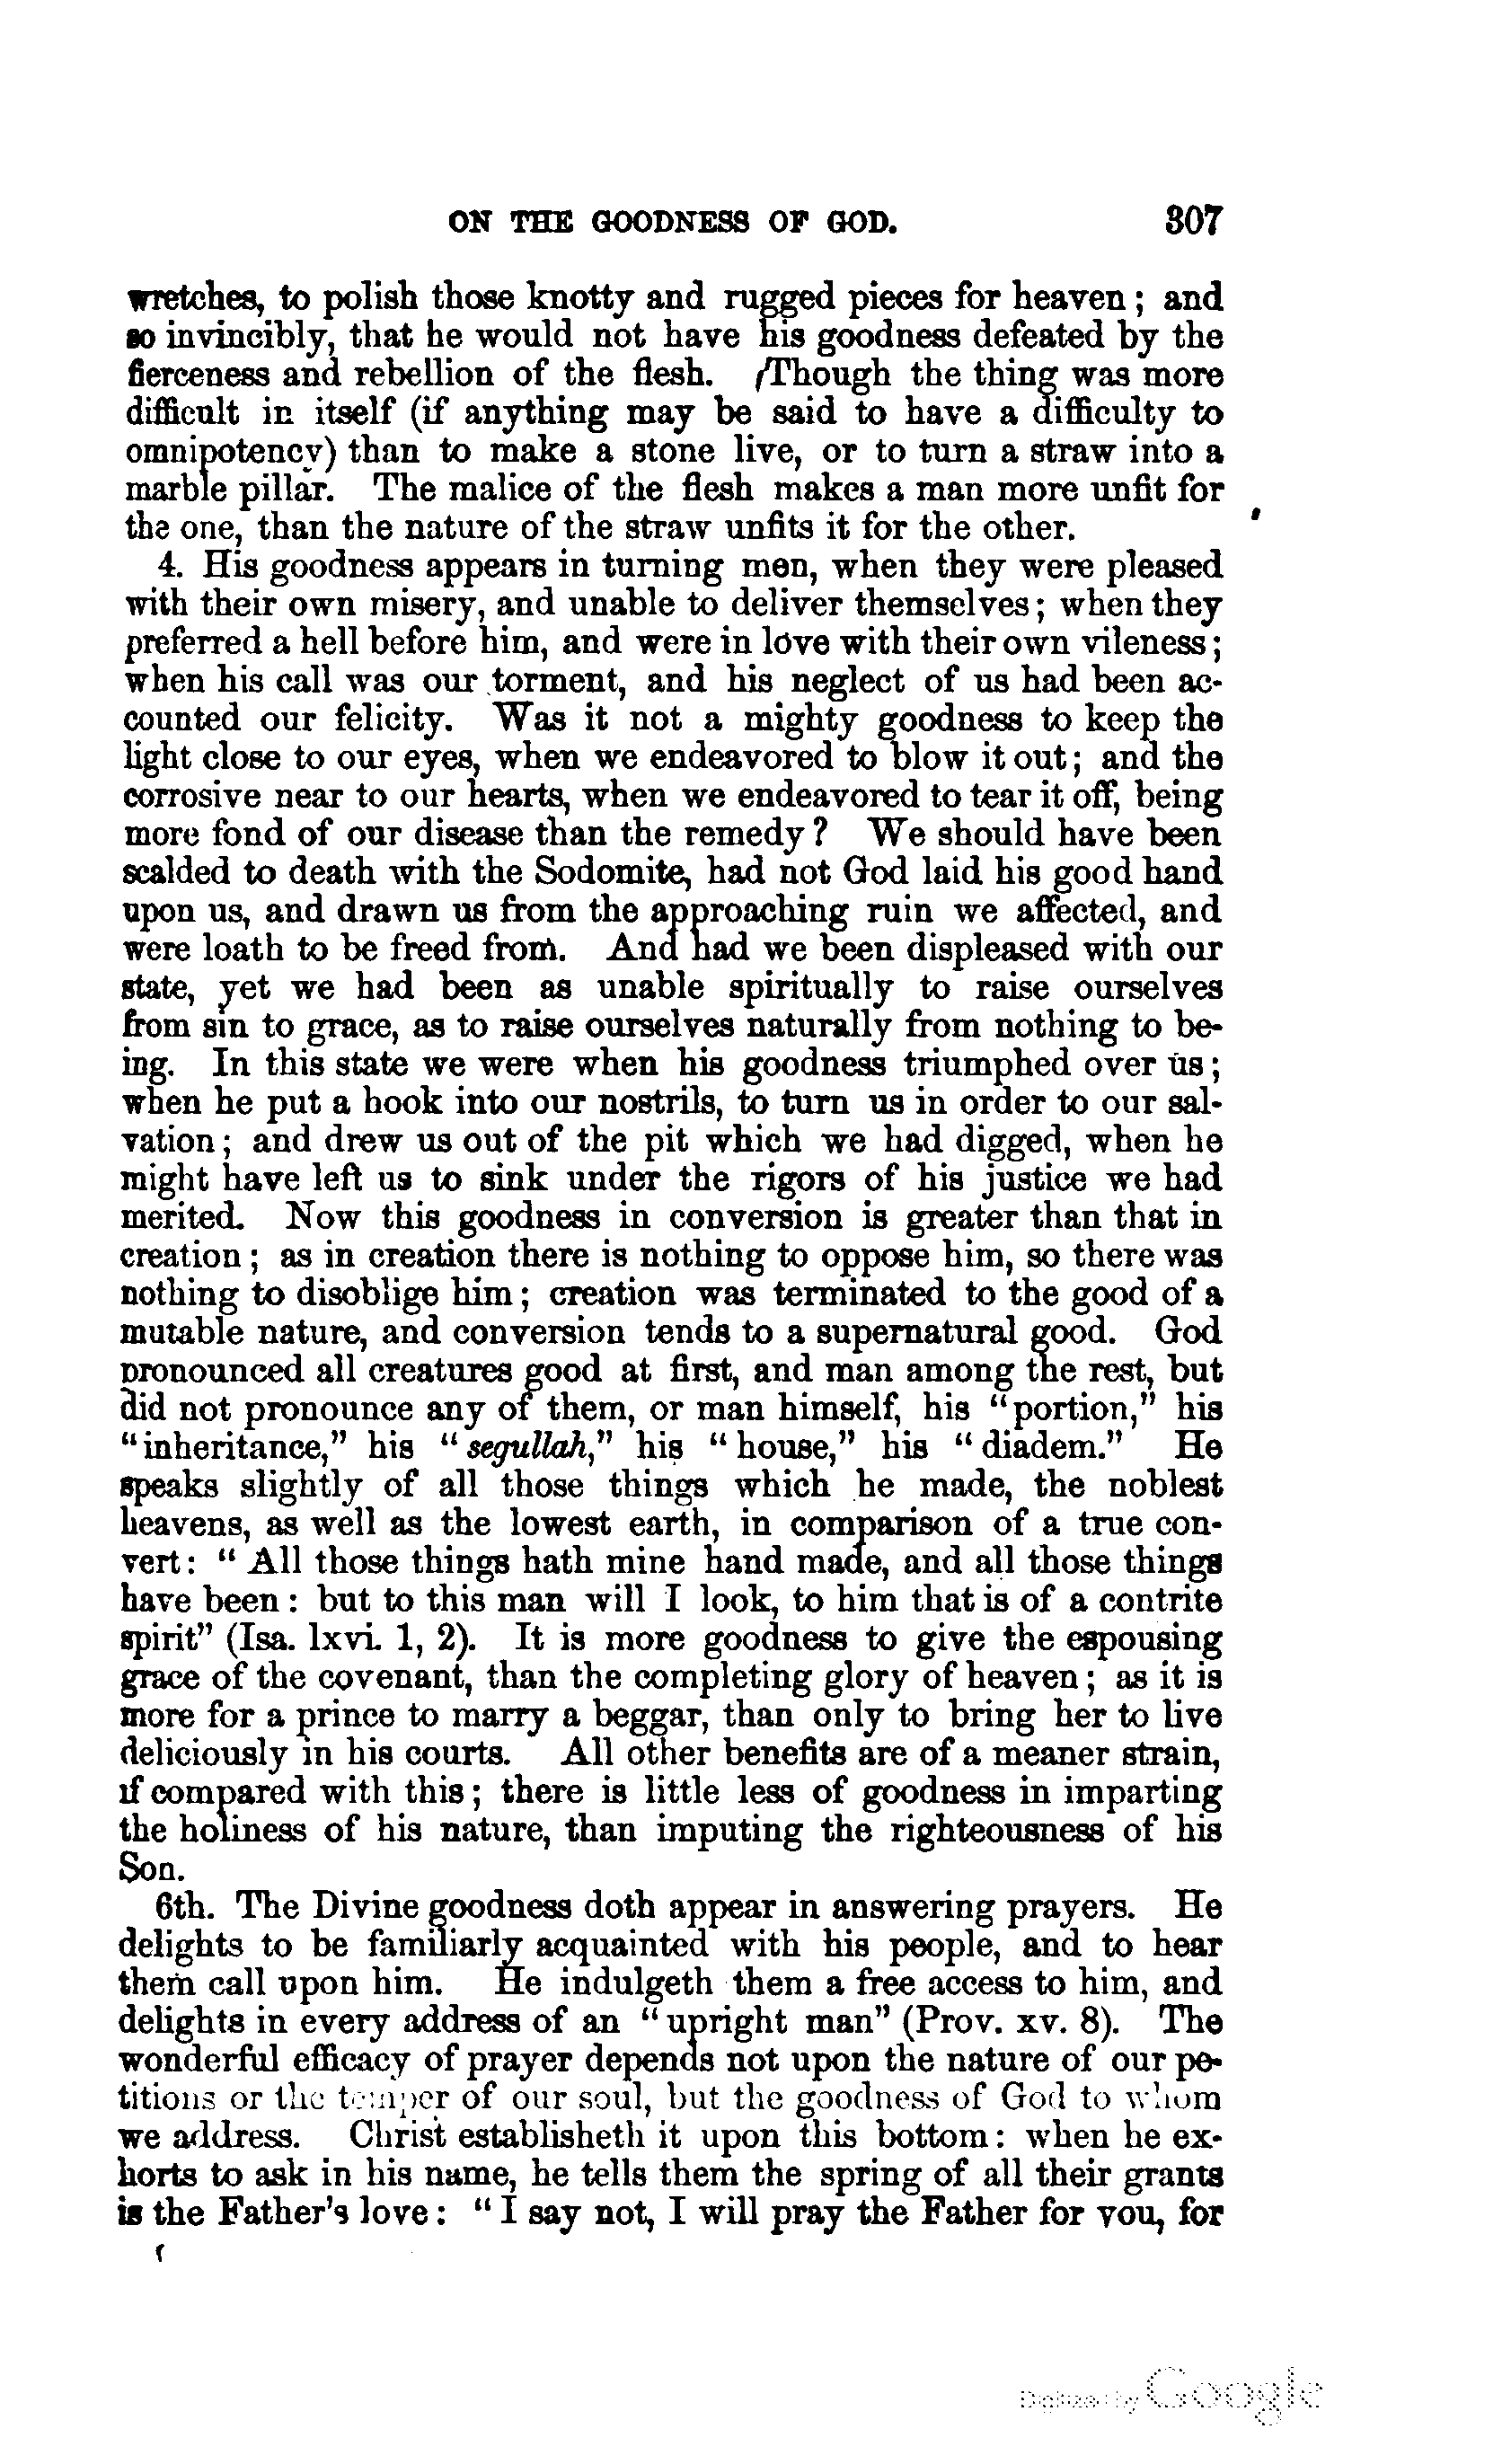 ON THE GOODNESS OF GOD. 307
wretches, to polish those knotty and rugged pieces for heaven; and
so invincibly, that he would not have his goodness defeated by the
fierceness and rebellion of the flesh. (Though the thing was more
difficult in itself (if anything may be said to have a difficulty to
omnipotency) than to make a stone live, or to turn a straw into a
marble pillar. The malice of the flesh makes a man more unfit for
the one, than the nature of the straw unfits it for the other.
4. His goodness appears in turning men, when they were pleased
with their own misery, and unable to deliver themselves; when they
preferred a hell before him, and were in love with their own vileness;
when his call was our torment, and his neglect of us had been ac-
counted our felicity. Was it not a mighty goodness to keep the
light close to our eyes, when we endeavored to blow it out; and the
corrosive near to our hearts, when we endeavored to tear it off, being
more fond of our disease than the remedy? We should have been
scalded to death with the Sodomite, had not God laid his good hand
upon us, and drawn us from the approaching ruin we affected, and
were loath to be freed from. And had we been displeased with our
state, yet we had been as unable spiritually to raise ourselves
from sin to grace, as to raise ourselves naturally from nothing to be-
ing. In this state we were when his goodness triumphed over us;
when he put a hook into our nostrils, to turn us in order to our sal-
vation; and drew us out of the pit which we had digged, when he
might have left us to sink under the rigors of his justice we had
merited. Now this goodness in conversion is greater than that in
creation; as in creation there is nothing to oppose him, so there was
nothing to disoblige him; creation was terminated to the good of a
mutable nature, and conversion tends to a supernatural good. God
pronounced all creatures good at first, and man among the rest, but
did not pronounce any of them, or man himself, his "portion," his
"inheritance," his "segullah," his "house," his "diadem." He
speaks slightly of all those things which he made, the noblest
heavens, as well as the lowest earth, in comparison of a true con-
vert: "All those things hath mine hand made, and all those things
have been: but to this man will I look, to him that is of a contrite
spirit" (Isa. lxvi. 1, 2). It is more goodness to give the espousing
grace of the covenant, than the completing glory of heaven; as it is
more for a prince to marry a beggar, than only to bring her to live
deliciously in his courts. All other benefits are of a meaner strain,
if compared with this; there is little less of goodness in imparting
the holiness of his nature, than imputing the righteousness of his
Son.
6th. The Divine goodness doth appear in answering prayers. He
delights to be familiarly acquainted with his people, and to hear
them call upon him. He indulgeth them a free access to him, and
delights in every address of an "upright man" (Prov. xv. 8). The
wonderful efficacy of prayer depends not upon the nature of our pe-
titions or the temper of our soul, but the goodness of God to whom
we address. Christ establisheth it upon this bottom: when he ex-
horts to ask in his name, he tells them the spring of all their grants
is the Father's love: "I say not, I will pray the Father for you, for
Digitized by Google